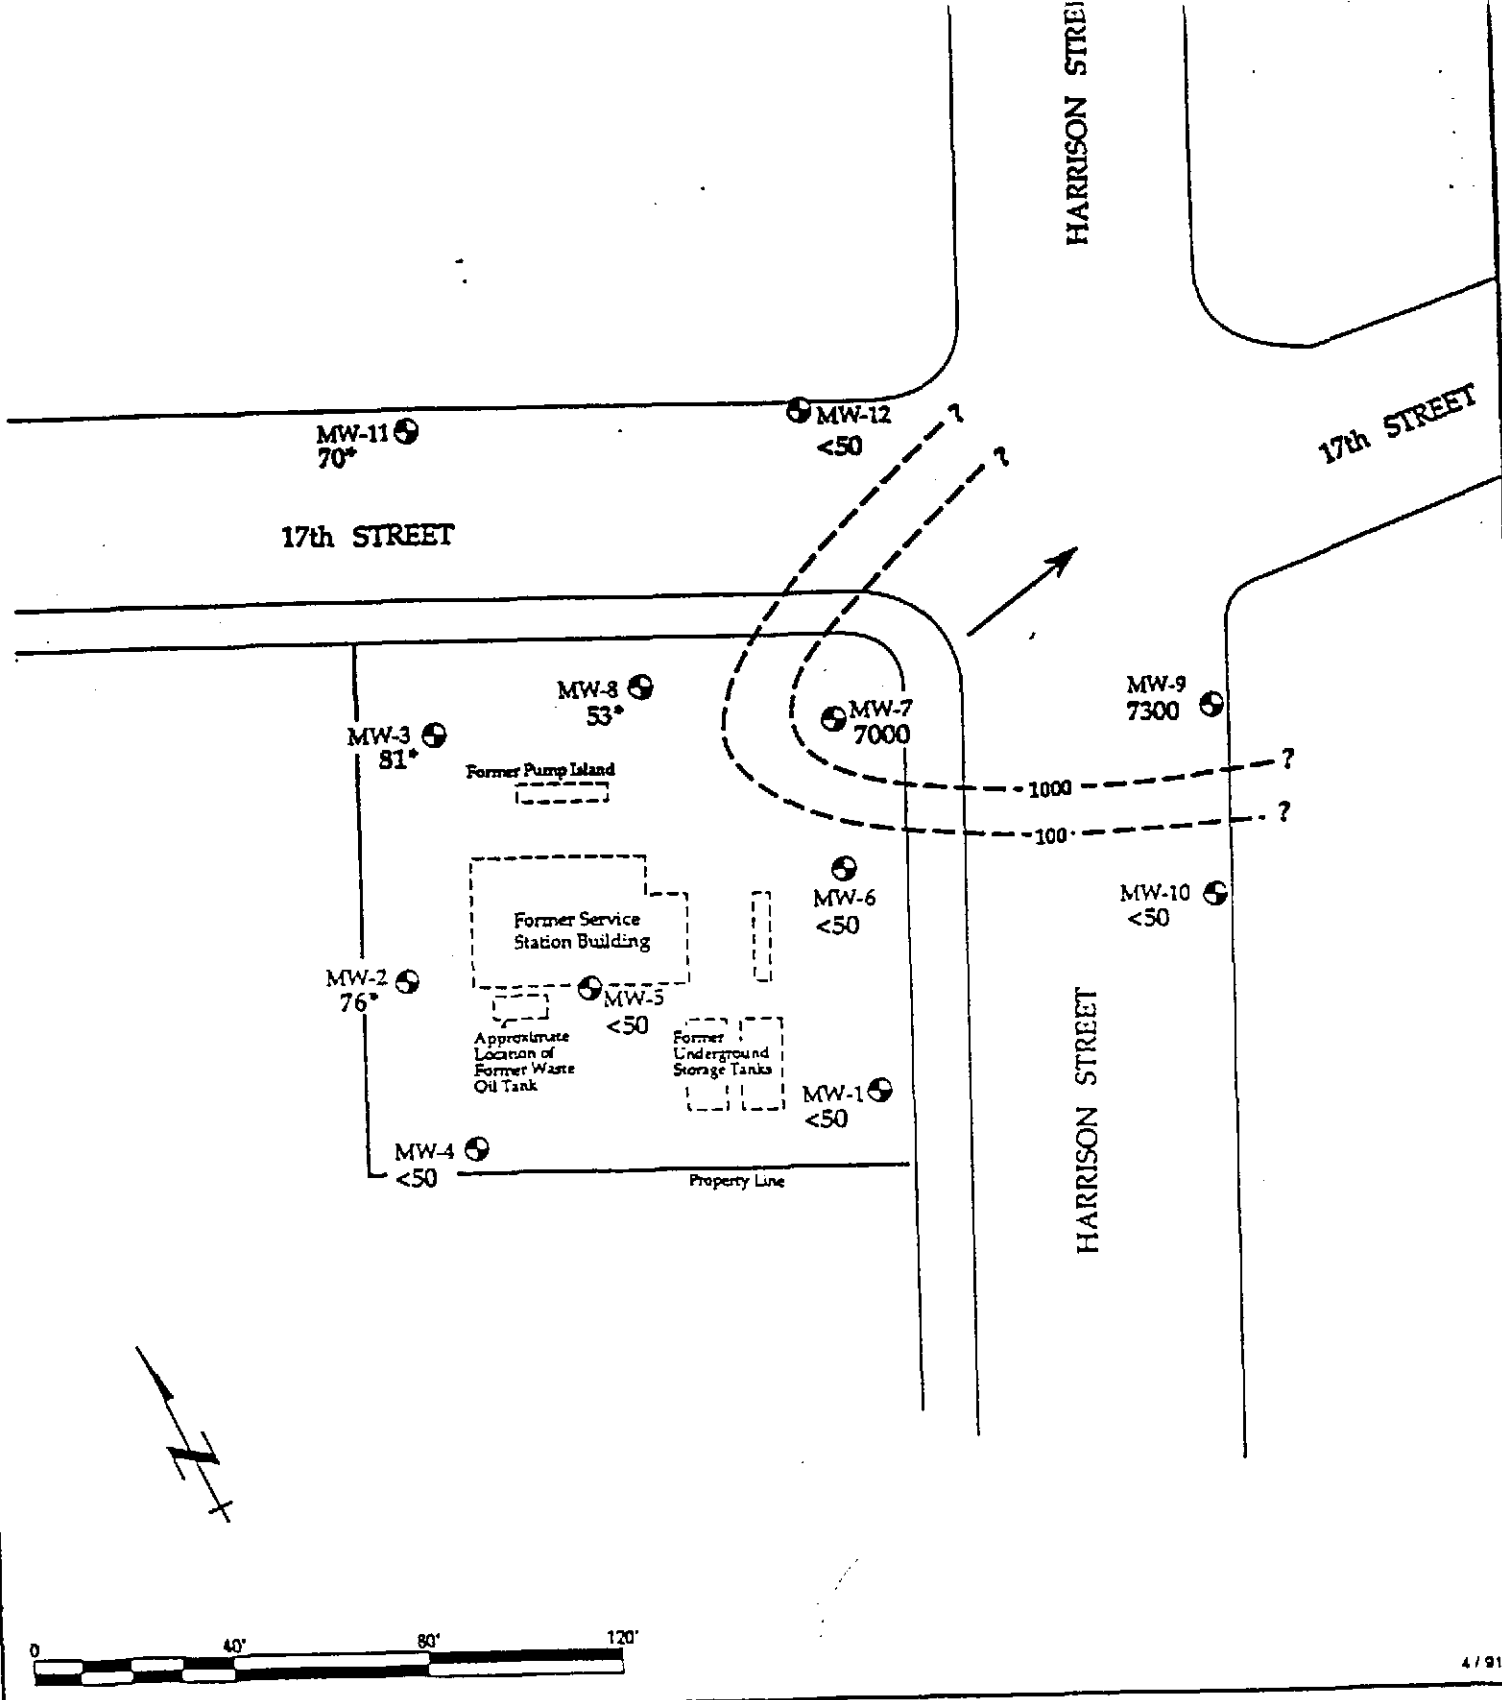 HARRISON STRE
HARRISON STREET
MW-11
70*
MW-12
<50
17th STREET
17th STREET
?
?
MW-8
53*
MW-7
7000
MW-9
7300
MW-3
81*
Former Pump Island
1000
?
100
?
MW-6
<50
MW-10
<50
Former Service
Station Building
MW-2
76*
MW-5
<50
Approximate
Location of
Former Waste
Oil Tank
Former
Underground
Storage Tanks
MW-1
<50
MW-4
<50
Property Line
N
0 40' 80' 120'
4/91